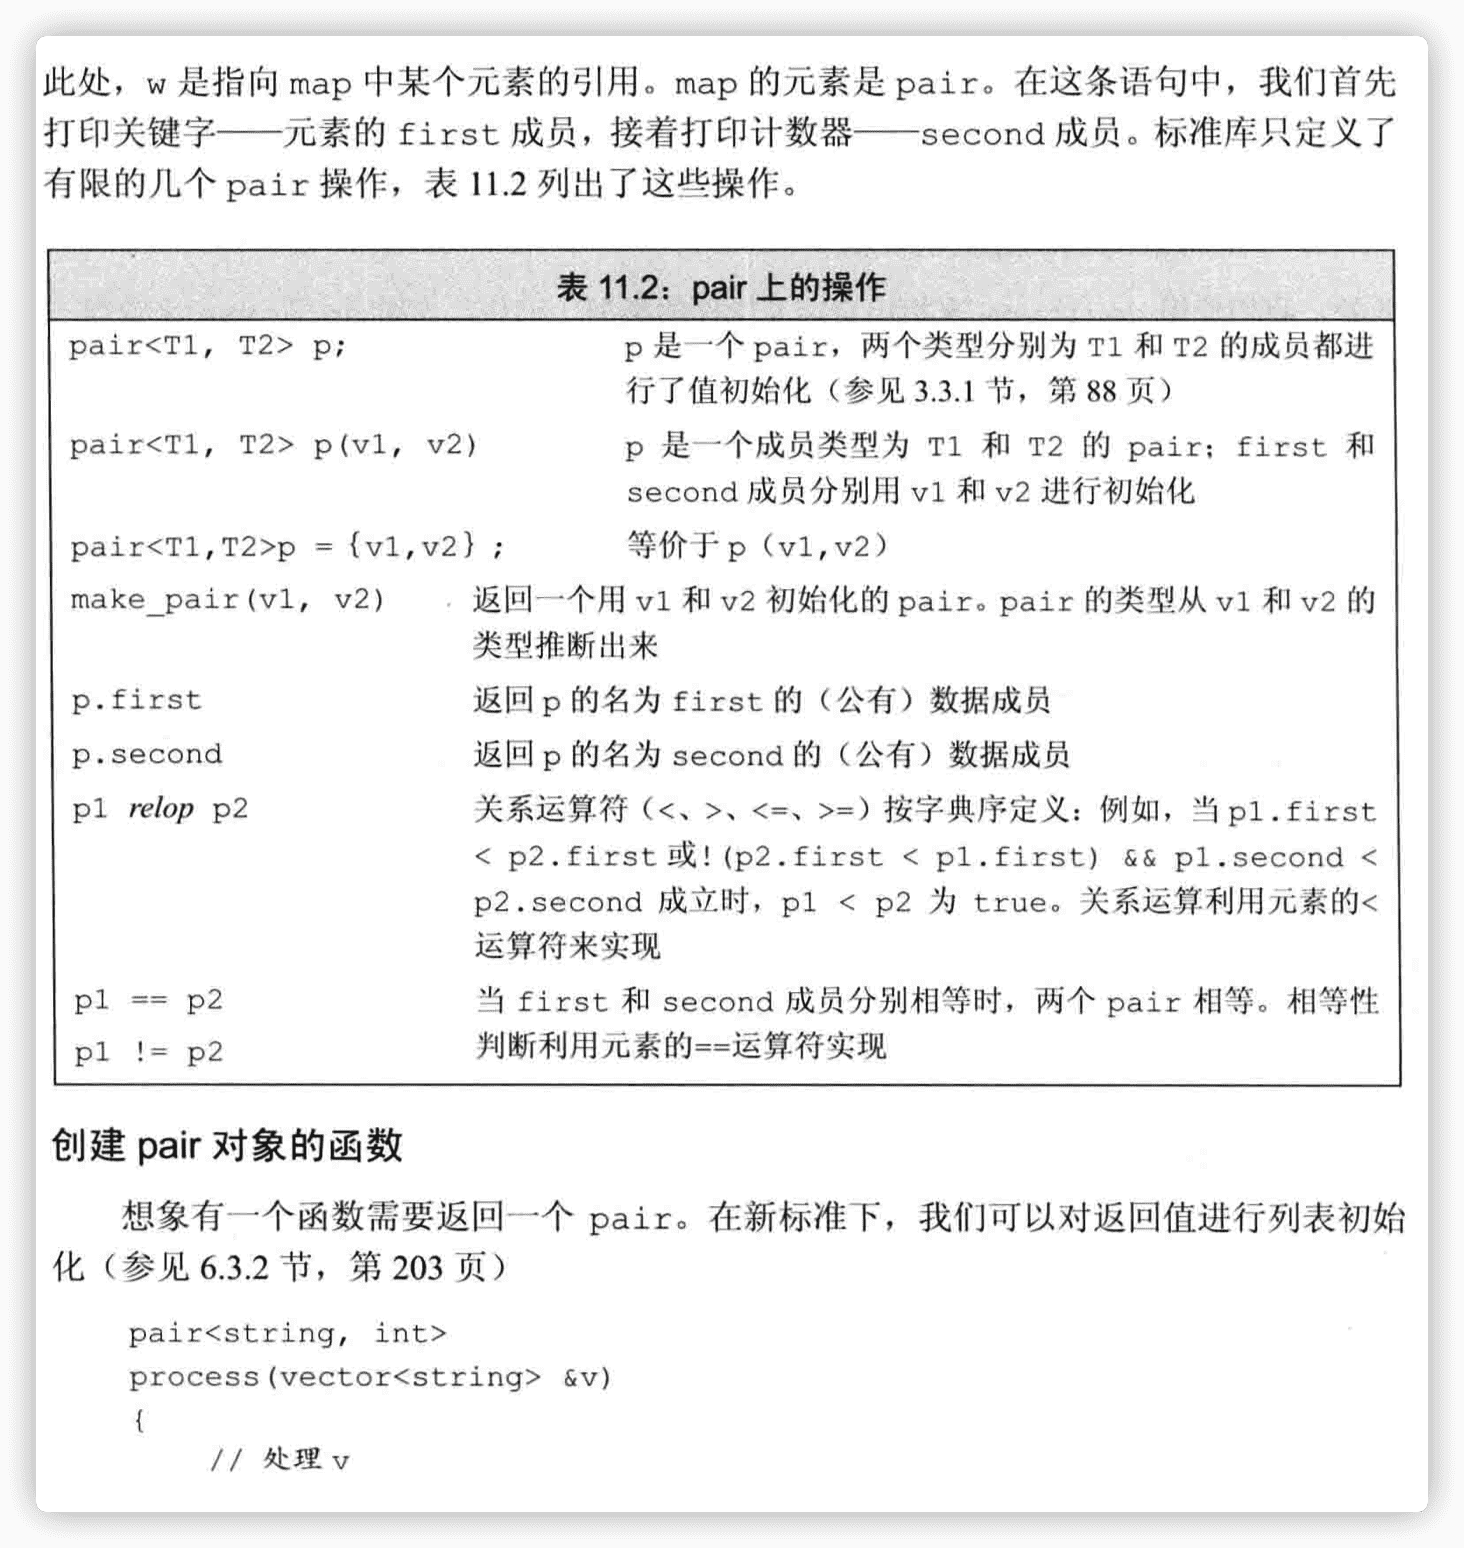 此处，w 是指向 map 中某个元素的引用。map 的元素是 pair。在这条语句中，我们首先
打印关键字——元素的 first 成员，接着打印计数器——second 成员。标准库只定义了
有限的几个 pair 操作，表 11.2 列出了这些操作。
表 11.2：pair 上的操作
pair<T1, T2> p; p 是一个 pair，两个类型分别为 T1 和 T2 的成员都进
行了值初始化（参见 3.3.1 节，第 88 页）
pair<T1, T2> p(v1, v2) p 是一个成员类型为 T1 和 T2 的 pair；first 和
second 成员分别用 v1 和 v2 进行初始化
pair<T1,T2>p = {v1,v2} ; 等价于 p（v1,v2）
make_pair(v1, v2) 返回一个用 v1 和 v2 初始化的 pair。pair 的类型从 v1 和 v2 的
类型推断出来
p.first 返回 p 的名为 first 的（公有）数据成员
p.second 返回 p 的名为 second 的（公有）数据成员
p1 relop p2 关系运算符（<、>、<=、>=）按字典序定义：例如，当 p1.first
< p2.first 或!(p2.first < p1.first) && p1.second <
p2.second 成立时，p1 < p2 为 true。关系运算利用元素的<
运算符来实现
p1 == p2 当 first 和 second 成员分别相等时，两个 pair 相等。相等性
p1 != p2 判断利用元素的==运算符实现
创建 pair 对象的函数
想象有一个函数需要返回一个 pair。在新标准下，我们可以对返回值进行列表初始
化（参见 6.3.2 节，第 203 页）
pair<string, int>
process(vector<string> &v)
{
// 处理 v